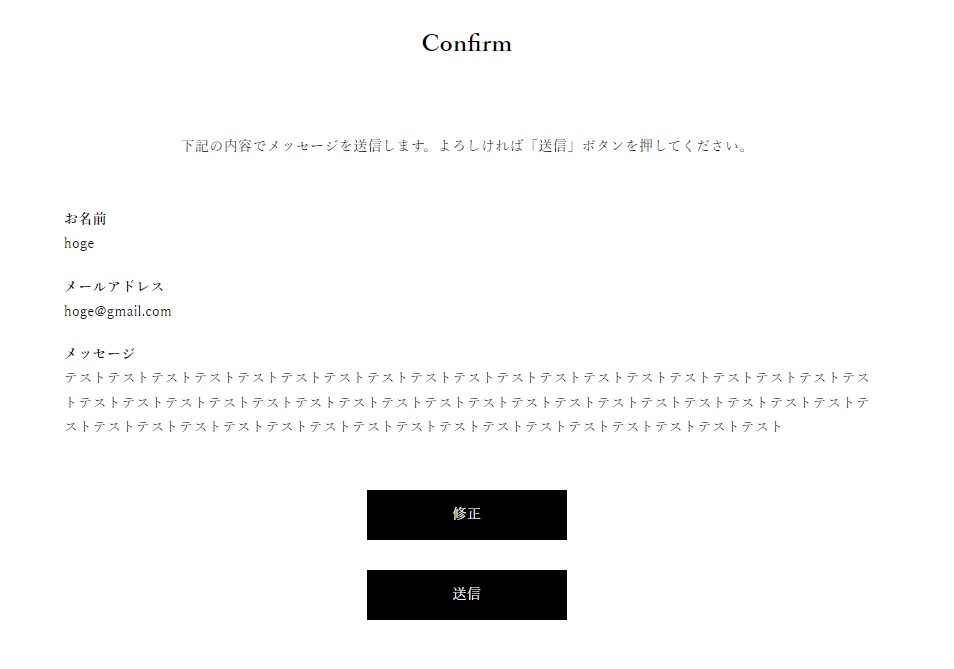 Confirm
下記の内容でメッセージを送信します。よろしければ「送信」ボタンを押してください。
お名前
hoge
メールアドレス
hoge@gmail.com
メッセージ
テストテストテストテストテストテストテストテストテストテストテストテストテストテストテストテストテストテストテス
トテストテストテストテストテストテストテストテストテストテストテストテストテストテストテストテストテストテストテ
ストテストテストテストテストテストテストテストテストテストテストテストテストテストテストテストテスト
修正
送信